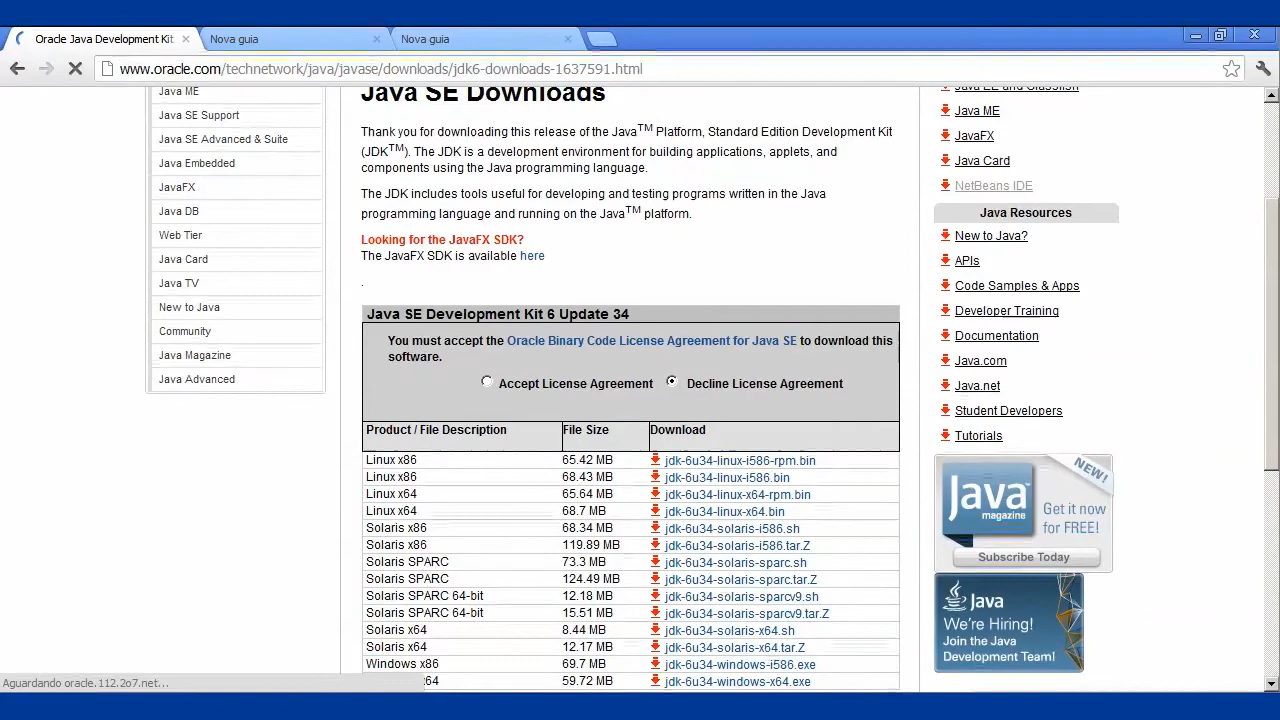 Oracle Java Development Kit
Nova guia
Nova guia
www.oracle.com/technetwork/java/javase/downloads/jdk6-downloads-1637591.html
Java ME
Java SE Support
Java SE Advanced & Suite
Java Embedded
JavaFX
Java DB
Web Tier
Java Card
Java TV
New to Java
Community
Java Magazine
Java Advanced
Java SE Downloads
Thank you for downloading this release of the Java™ Platform, Standard Edition Development Kit
(JDK™). The JDK is a development environment for building applications, applets, and
components using the Java programming language.
The JDK includes tools useful for developing and testing programs written in the Java
programming language and running on the Java™ platform.
Looking for the JavaFX SDK?
The JavaFX SDK is available here
.
Java SE Development Kit 6 Update 34
You must accept the Oracle Binary Code License Agreement for Java SE to download this
software.
Accept License Agreement Decline License Agreement
Product / File Description File Size Download
Linux x86 65.42 MB jdk-6u34-linux-i586-rpm.bin
Linux x86 68.43 MB jdk-6u34-linux-i586.bin
Linux x64 65.64 MB jdk-6u34-linux-x64-rpm.bin
Linux x64 68.7 MB jdk-6u34-linux-x64.bin
Solaris x86 68.34 MB jdk-6u34-solaris-i586.sh
Solaris x86 119.89 MB jdk-6u34-solaris-i586.tar.Z
Solaris SPARC 73.3 MB jdk-6u34-solaris-sparc.sh
Solaris SPARC 124.49 MB jdk-6u34-solaris-sparc.tar.Z
Solaris SPARC 64-bit 12.18 MB jdk-6u34-solaris-sparcv9.sh
Solaris SPARC 64-bit 15.51 MB jdk-6u34-solaris-sparcv9.tar.Z
Solaris x64 8.44 MB jdk-6u34-solaris-x64.sh
Solaris x64 12.17 MB jdk-6u34-solaris-x64.tar.Z
Windows x86 69.7 MB jdk-6u34-windows-i586.exe
x64 59.72 MB jdk-6u34-windows-x64.exe
Java EE and Glassfish
Java ME
JavaFX
Java Card
NetBeans IDE
Java Resources
New to Java?
APIs
Code Samples & Apps
Developer Training
Documentation
Java.com
Java.net
Student Developers
Tutorials
NEW!
Java™
magazine
Get it now
for FREE!
Subscribe Today
Java
We're Hiring!
Join the Java
Development Team!
Aguardando oracle.112.2o7.net...